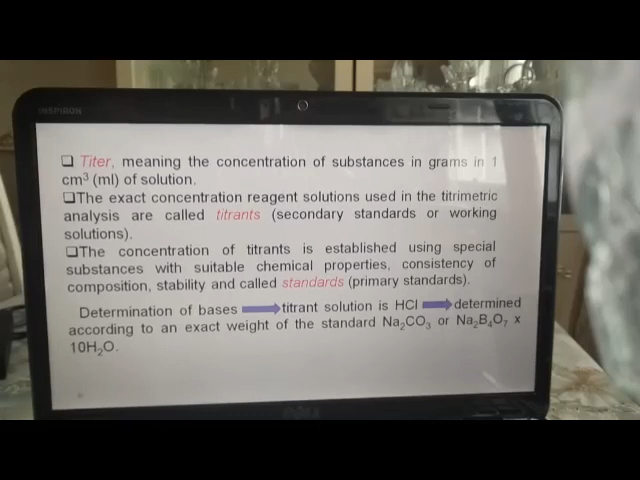 INSPIRON
❑ Titer, meaning the concentration of substances in grams in 1
cm³ (ml) of solution.
❑The exact concentration reagent solutions used in the titrimetric
analysis are called titrants (secondary standards or working
solutions).
❑The concentration of titrants is established using special
substances with suitable chemical properties, consistency of
composition, stability and called standards (primary standards).
Determination of bases ➡titrant solution is HCl ➡determined
according to an exact weight of the standard Na₂CO₃ or Na₂B₄O₇ x
10H₂O.
DELL